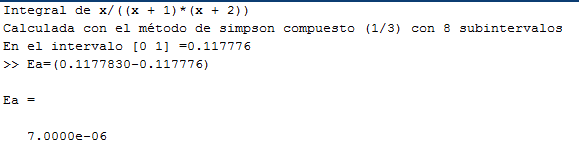 Integral de x/((x + 1)*(x + 2))
Calculada con el método de simpson compuesto (1/3) con 8 subintervalos
En el intervalo [0 1] =0.117776
>> Ea=(0.1177830-0.117776)
Ea =
7.0000e-06